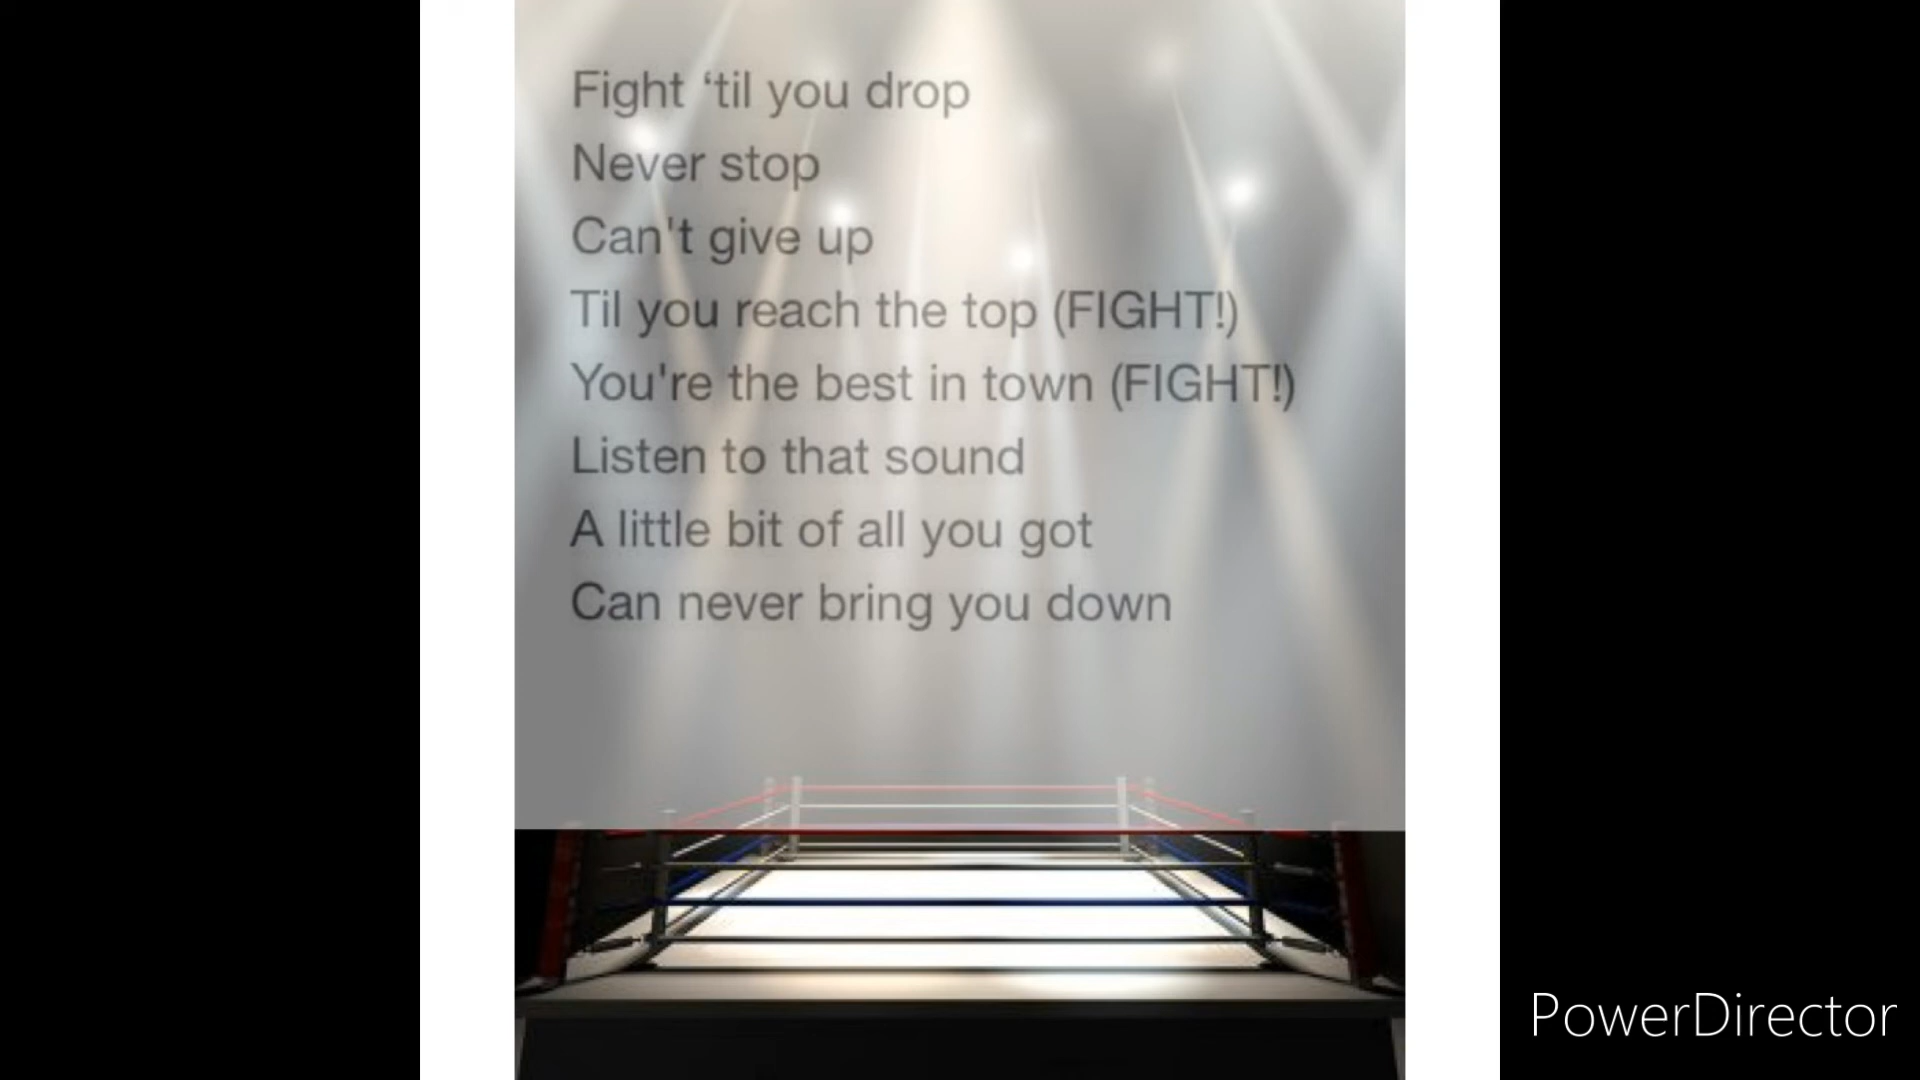 Fight ‘til you drop
Never stop
Can't give up
Til you reach the top (FIGHT!)
You're the best in town (FIGHT!)
Listen to that sound
A little bit of all you got
Can never bring you down
PowerDirector